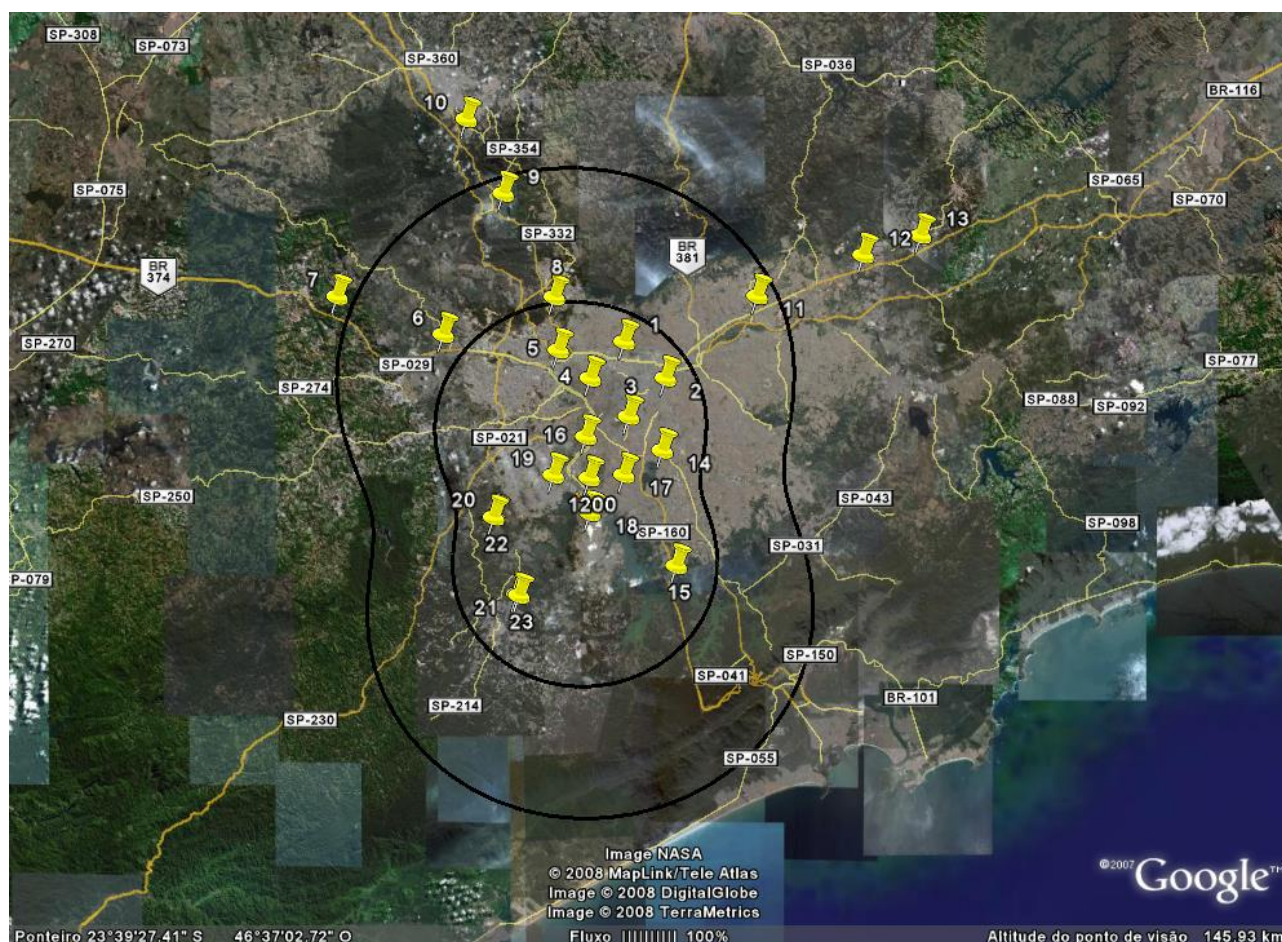 SP-308
SP-073
SP-360
SP-036
BR-116
10
SP-354
9
SP-075
SP-065
SP-070
SP-332
13
12
BR
381
BR
374
7
8
11
6
1
5
SP-270
SP-029
4
2
SP-077
3
SP-274
SP-088
SP-092
16
SP-021
14
19
17
SP-250
SP-043
20
1200
SP-098
18
SP-160
22
SP-031
P-079
15
21
23
SP-150
SP-041
BR-101
SP-214
SP-230
SP-055
Image NASA
© 2008 MapLink/Tele Atlas
Image © 2008 DigitalGlobe
Image © 2008 TerraMetrics
©2007 Google™
Ponteiro 23°39'27.41" S 46°37'02.72" O Fluxo |||||||||| 100% Altitude do ponto de visão 145.93 km